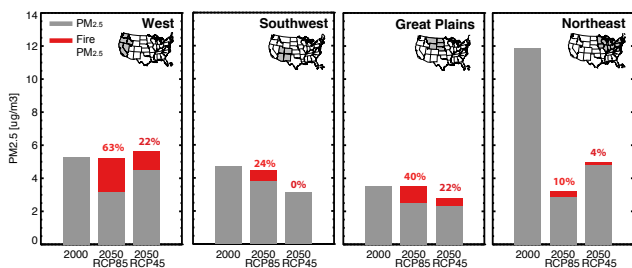 West
Southwest
Great Plains
Northeast
PM2.5
Fire
PM2.5
PM2.5 [ug/m3]
14
12
10
8
6
4
2
0
63%
22%
24%
0%
40%
22%
10%
4%
2000 2050 2050
RCP85 RCP45
2000 2050 2050
RCP85 RCP45
2000 2050 2050
RCP85 RCP45
2000 2050 2050
RCP85 RCP45